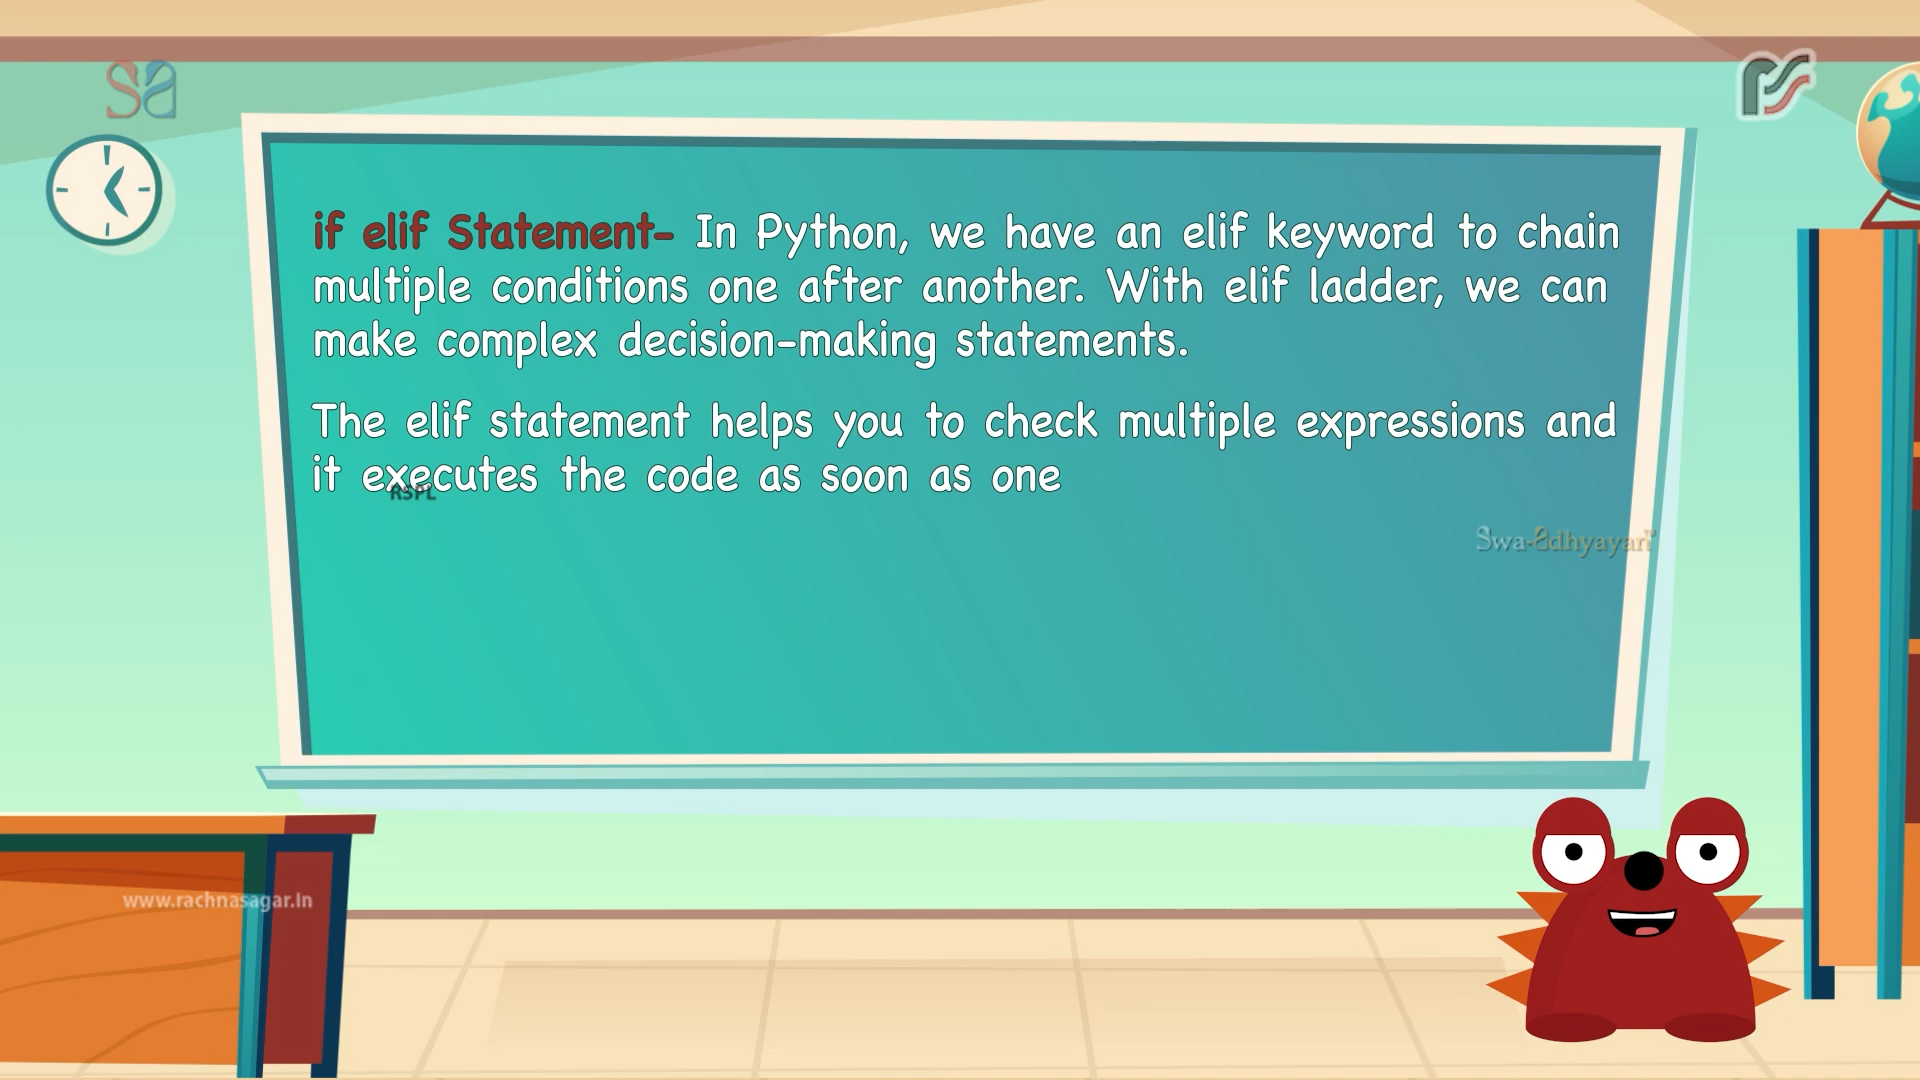 sa
if elif Statement- In Python, we have an elif keyword to chain
multiple conditions one after another. With elif ladder, we can
make complex decision-making statements.
The elif statement helps you to check multiple expressions and
it executes the code as soon as one
RSPL
Swa-Adhyayan
www.rachnasagar.in